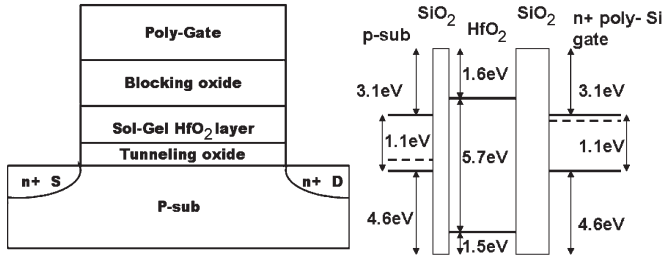 Poly-Gate
Blocking oxide
Sol-Gel HfO₂ layer
Tunneling oxide
n+ S
n+ D
P-sub
SiO₂
SiO₂
p-sub
HfO₂
n+ poly- Si
gate
3.1eV
1.6eV
3.1eV
1.1eV
5.7eV
1.1eV
4.6eV
4.6eV
1.5eV